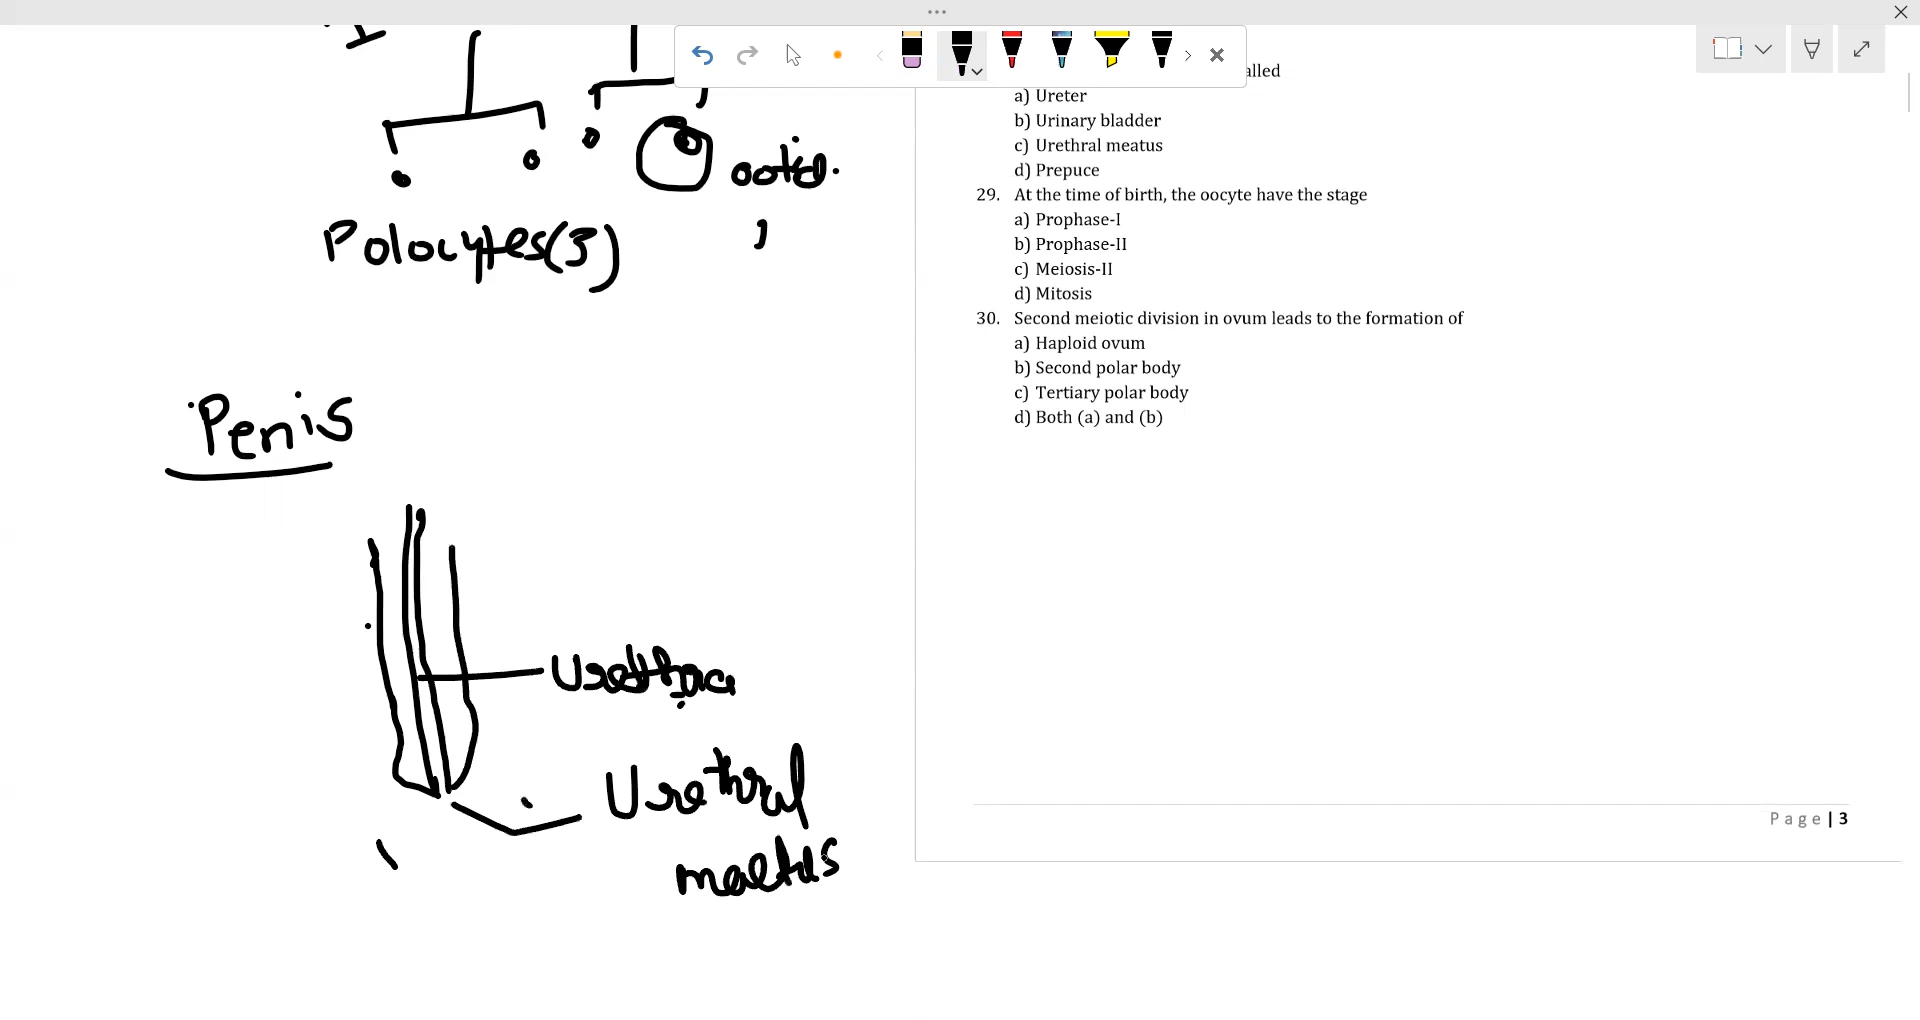 I
ootid.
Polocytes(3)
Penis
Urethra
Urethral
meatus
alled
a) Ureter
b) Urinary bladder
c) Urethral meatus
d) Prepuce
29. At the time of birth, the oocyte have the stage
a) Prophase-I
b) Prophase-II
c) Meiosis-II
d) Mitosis
30. Second meiotic division in ovum leads to the formation of
a) Haploid ovum
b) Second polar body
c) Tertiary polar body
d) Both (a) and (b)
Page | 3